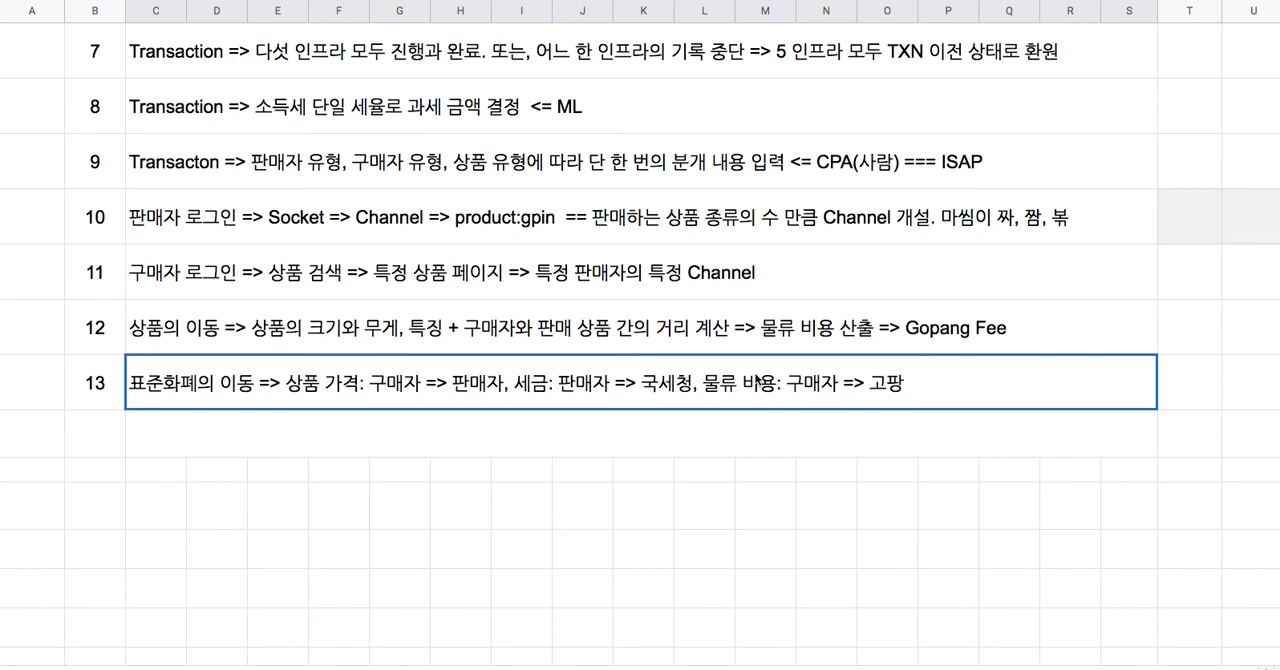 A B C D E F G H I J K L M N O P Q R S T U
7 Transaction => 다섯 인프라 모두 진행과 완료. 또는, 어느 한 인프라의 기록 중단 => 5 인프라 모두 TXN 이전 상태로 환원
8 Transaction => 소득세 단일 세율로 과세 금액 결정 <= ML
9 Transacton => 판매자 유형, 구매자 유형, 상품 유형에 따라 단 한 번의 분개 내용 입력 <= CPA(사람) === ISAP
10 판매자 로그인 => Socket => Channel => product:gpin == 판매하는 상품 종류의 수 만큼 Channel 개설. 마씸이 짜, 짬, 볶
11 구매자 로그인 => 상품 검색 => 특정 상품 페이지 => 특정 판매자의 특정 Channel
12 상품의 이동 => 상품의 크기와 무게, 특징 + 구매자와 판매 상품 간의 거리 계산 => 물류 비용 산출 => Gopang Fee
13 표준화폐의 이동 => 상품 가격: 구매자 => 판매자, 세금: 판매자 => 국세청, 물류 비용: 구매자 => 고팡